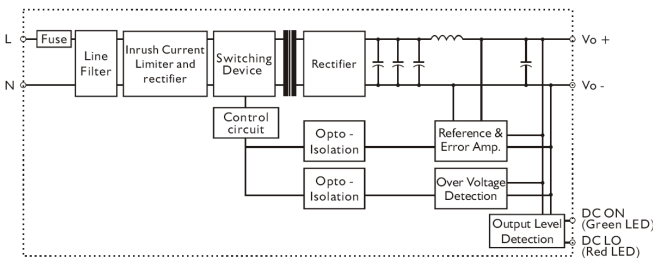 L
Fuse
Line
Filter
Inrush Current
Limiter and
rectifier
Switching
Device
Rectifier
Vo +
N
Vo -
Control
circuit
Opto -
Isolation
Reference &
Error Amp.
Opto -
Isolation
Over Voltage
Detection
Output Level
Detection
DC ON
(Green LED)
DC LO
(Red LED)